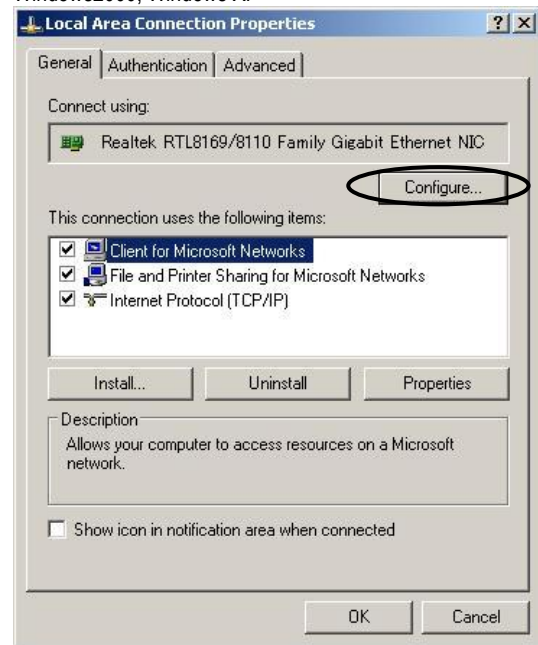 Local Area Connection Properties
General Authentication Advanced
Connect using:
Realtek RTL8169/8110 Family Gigabit Ethernet NIC
Configure...
This connection uses the following items:
Client for Microsoft Networks
File and Printer Sharing for Microsoft Networks
Internet Protocol (TCP/IP)
Install... Uninstall Properties
Description
Allows your computer to access resources on a Microsoft
network.
Show icon in notification area when connected
OK Cancel